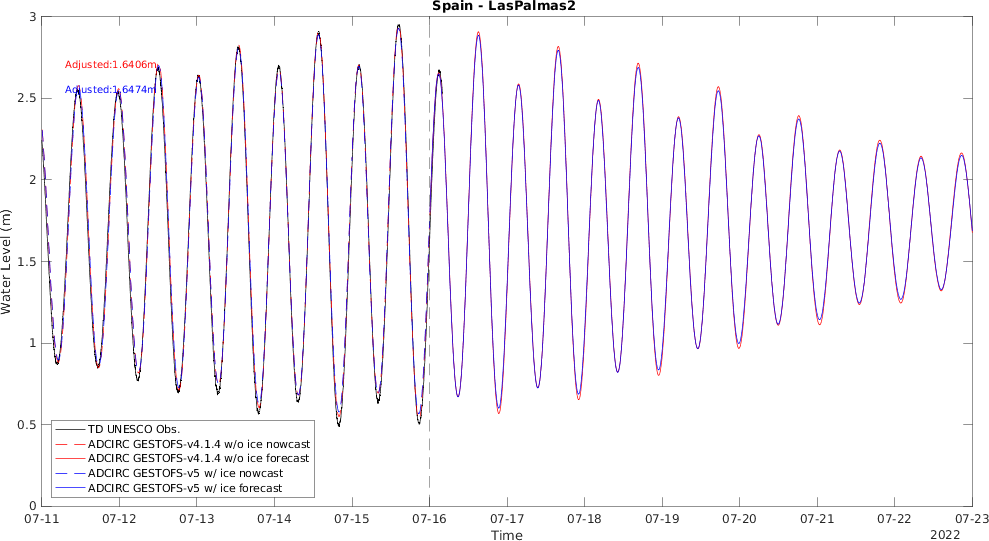 Spain - LasPalmas2
3
2.5
2
1.5
1
0.5
0
Water Level (m)
Adjusted:1.6406m
Adjusted:1.6474m
TD UNESCO Obs.
ADCIRC GESTOFS-v4.1.4 w/o ice nowcast
ADCIRC GESTOFS-v4.1.4 w/o ice forecast
ADCIRC GESTOFS-v5 w/ ice nowcast
ADCIRC GESTOFS-v5 w/ ice forecast
07-11 07-12 07-13 07-14 07-15 07-16 07-17 07-18 07-19 07-20 07-21 07-22 07-23
Time
2022